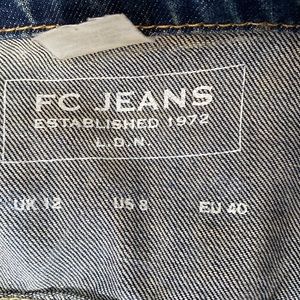 FC JEANS
ESTABLISHED 1972
L.D.N.
UK 12 US 8 EU 40